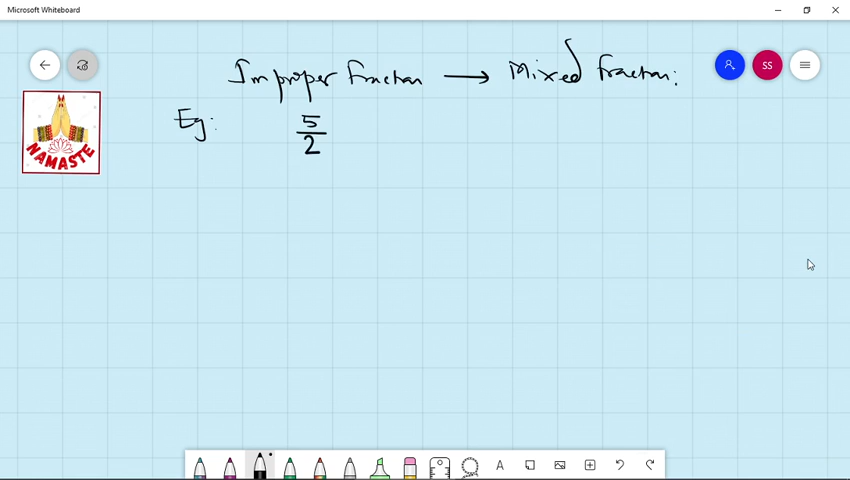 Microsoft Whiteboard
Improper fraction → Mixed fraction:
SS
Eg: 5/2
NAMASTE
A